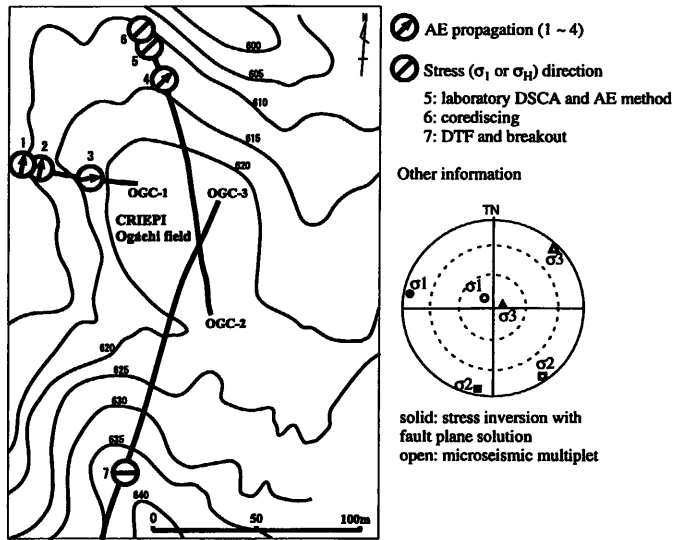 N
600
605
610
615
620
6
5
4
1
2
3
OGC-1
OGC-3
CRIEPI
Ogachi field
OGC-2
620
625
630
635
7
640
0
50
100m
AE propagation (1 ~ 4)
Stress (σ1 or σH) direction
5: laboratory DSCA and AE method
6: corediscing
7: DTF and breakout
Other information
TN
σ3
σ1
σ1
σ3
σ2
σ2
solid: stress inversion with
fault plane solution
open: microseismic multiplet